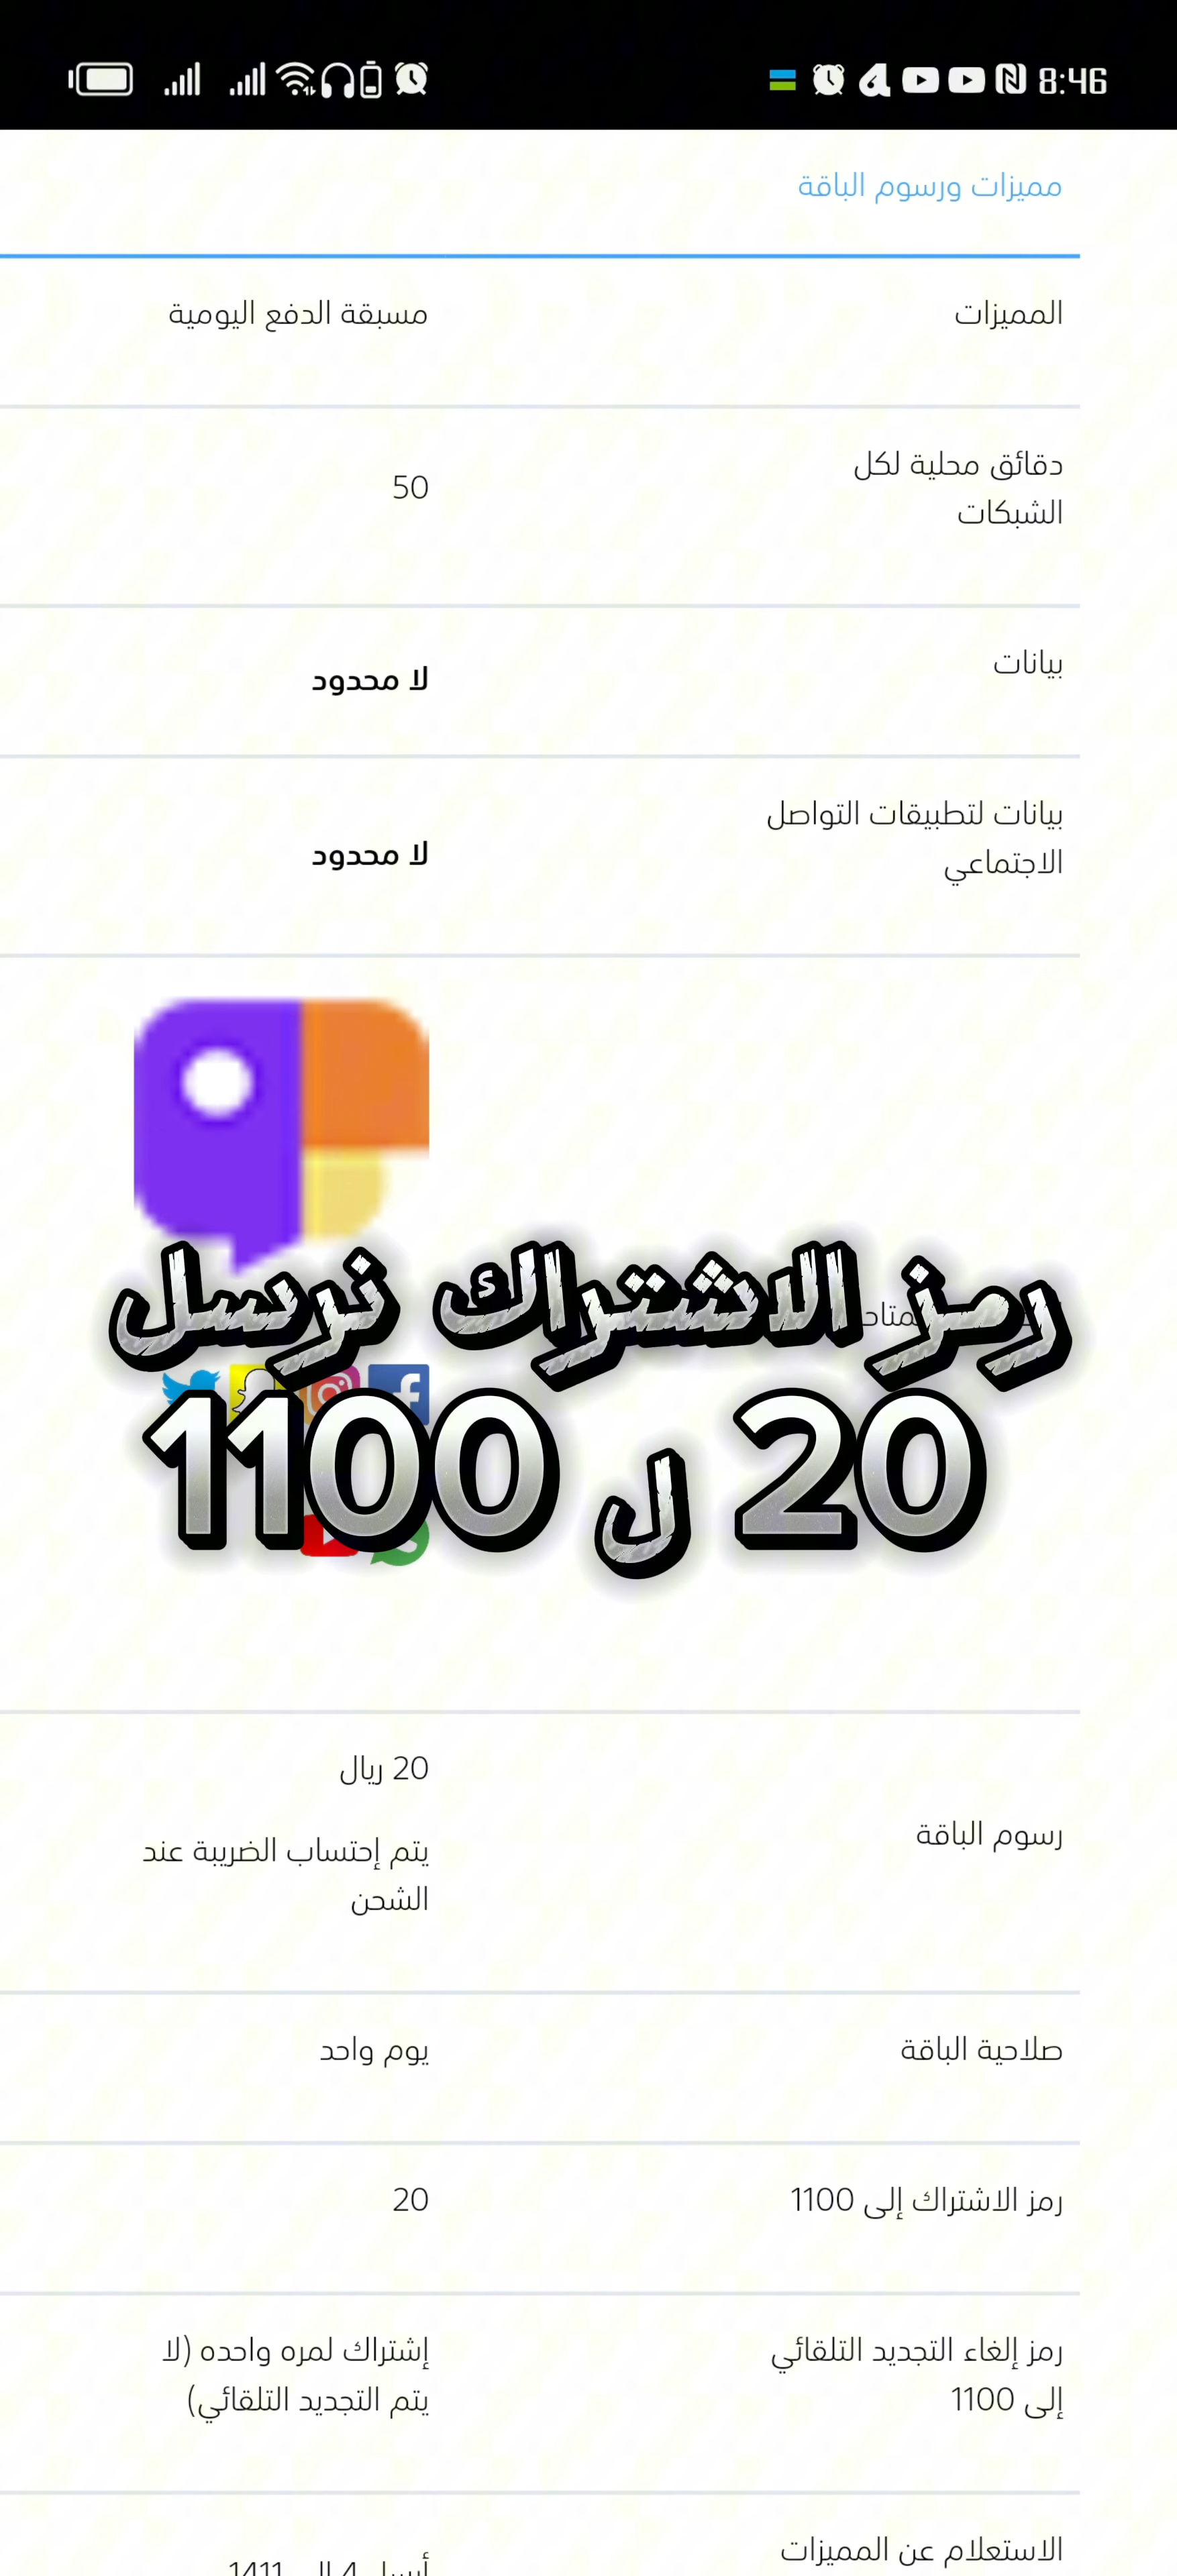 8:46
مميزات ورسوم الباقة
المميزات
مسبقة الدفع اليومية
دقائق محلية لكل
الشبكات
50
بيانات
لا محدود
بيانات لتطبيقات التواصل
الاجتماعي
لا محدود
رمز الاشتراك نرسل
20 ل 1100
رسوم الباقة
20 ريال
يتم إحتساب الضريبة عند
الشحن
صلاحية الباقة
يوم واحد
رمز الاشتراك إلى 1100
20
رمز إلغاء التجديد التلقائي
إلى 1100
إشتراك لمره واحده (لا
يتم التجديد التلقائي)
الاستعلام عن المميزات